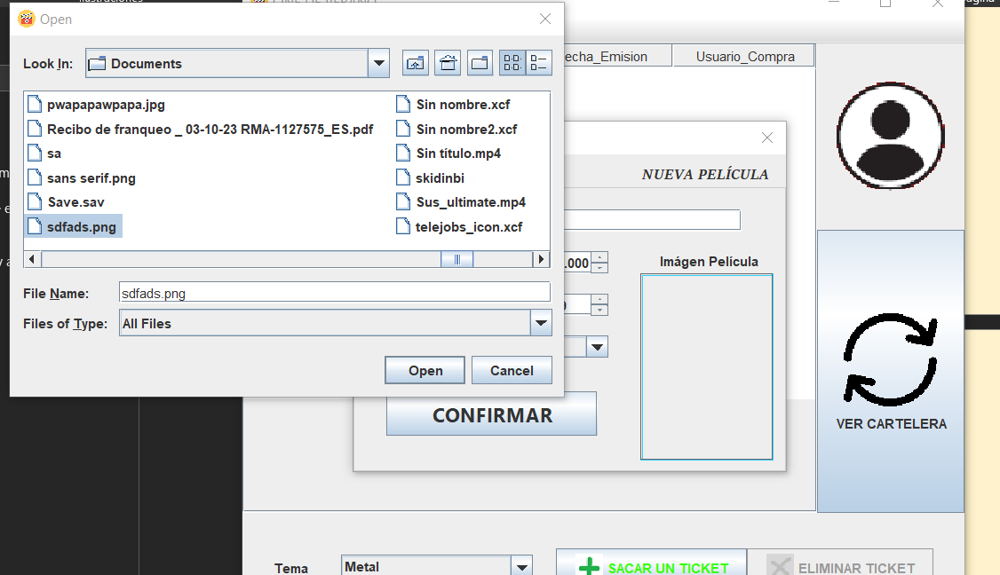 Open
Look In:
Documents
pwapapawpapa.jpg
Recibo de franqueo _ 03-10-23 RMA-1127575_ES.pdf
sa
sans serif.png
Save.sav
sdfads.png
Sin nombre.xcf
Sin nombre2.xcf
Sin título.mp4
skidinbi
Sus_ultimate.mp4
telejobs_icon.xcf
File Name:
sdfads.png
Files of Type:
All Files
Open
Cancel
echa_Emision
Usuario_Compra
NUEVA PELÍCULA
.000
Imágen Película
CONFIRMAR
VER CARTELERA
Tema
Metal
SACAR UN TICKET
ELIMINAR TICKET